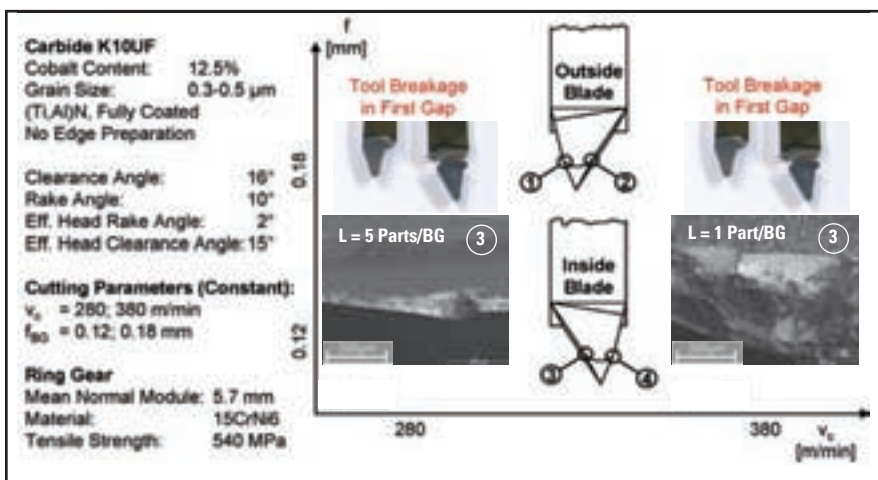 Carbide K10UF
Cobalt Content: 12.5%
Grain Size: 0.3-0.5 µm
(Ti,Al)N, Fully Coated
No Edge Preparation
Clearance Angle: 16°
Rake Angle: 10°
Eff. Head Rake Angle: 2°
Eff. Head Clearance Angle: 15°
Cutting Parameters (Constant):
vc = 280; 380 m/min
fBG = 0.12; 0.18 mm
Ring Gear
Mean Normal Module: 5.7 mm
Material: 15CrNi6
Tensile Strength: 540 MPa
f
[mm]
0.18
0.12
Tool Breakage
in First Gap
Outside
Blade
1
2
Tool Breakage
in First Gap
L = 5 Parts/BG 3
Inside
Blade
3
4
L = 1 Part/BG 3
280
380
vc
[m/min]